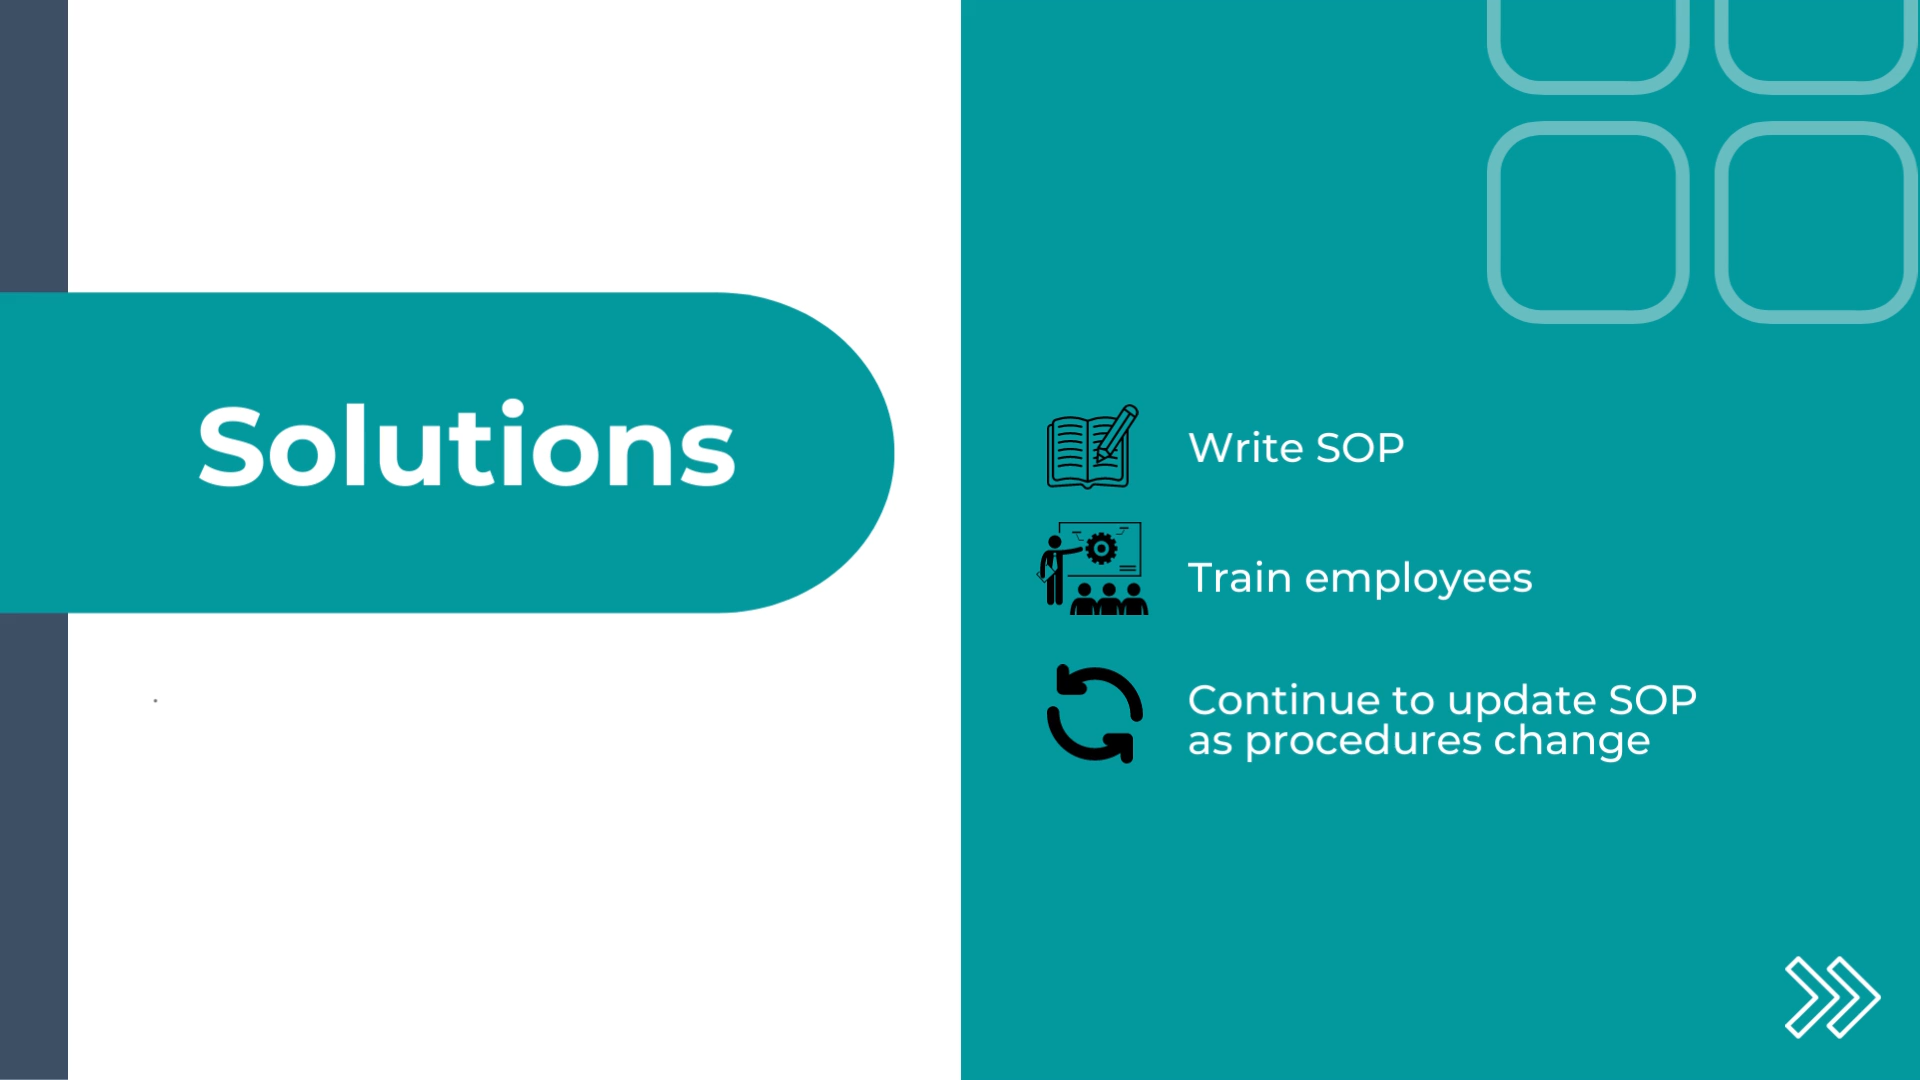 Solutions
Write SOP
Train employees
Continue to update SOP
as procedures change